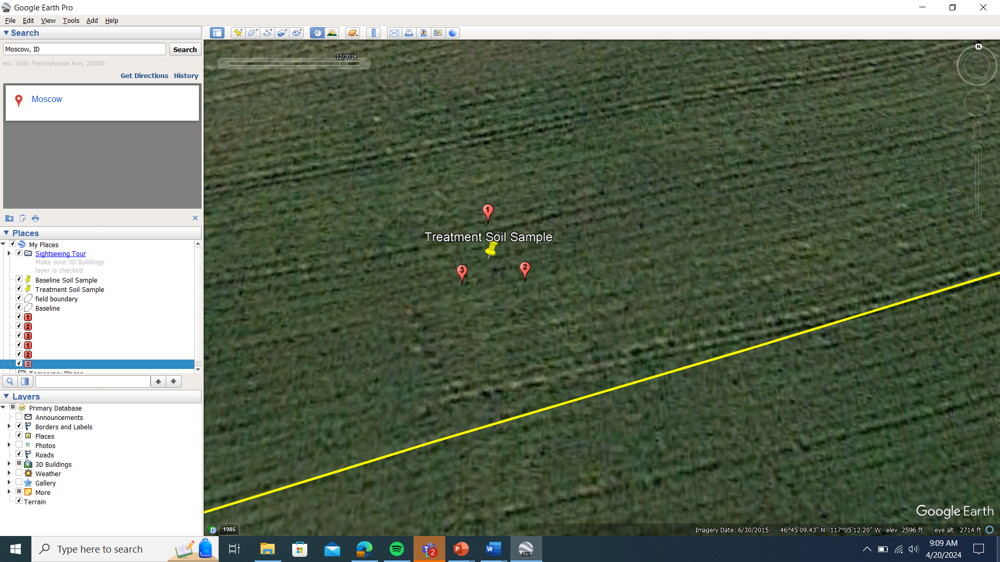 Google Earth Pro
File Edit View Tools Add Help
Search
Moscow, ID
Search
ex: 1600 Pennsylvania Ave, 20500
Get Directions History
Moscow
Places
My Places
Sightseeing Tour
Make sure 3D Buildings
layer is checked
Baseline Soil Sample
Treatment Soil Sample
field boundary
Baseline
1
2
3
1
2
3
Temporary Places
Layers
Primary Database
Announcements
Borders and Labels
Places
Photos
Roads
3D Buildings
Weather
Gallery
More
Terrain
12/2018
N
1
Treatment Soil Sample
3
2
Google Earth
1985
Imagery Date: 6/30/2015 46°45'09.43" N 117°05'12.20" W elev 2596 ft eye alt 2714 ft
Type here to search
T
2
P
W
Pro
9:09 AM
4/20/2024